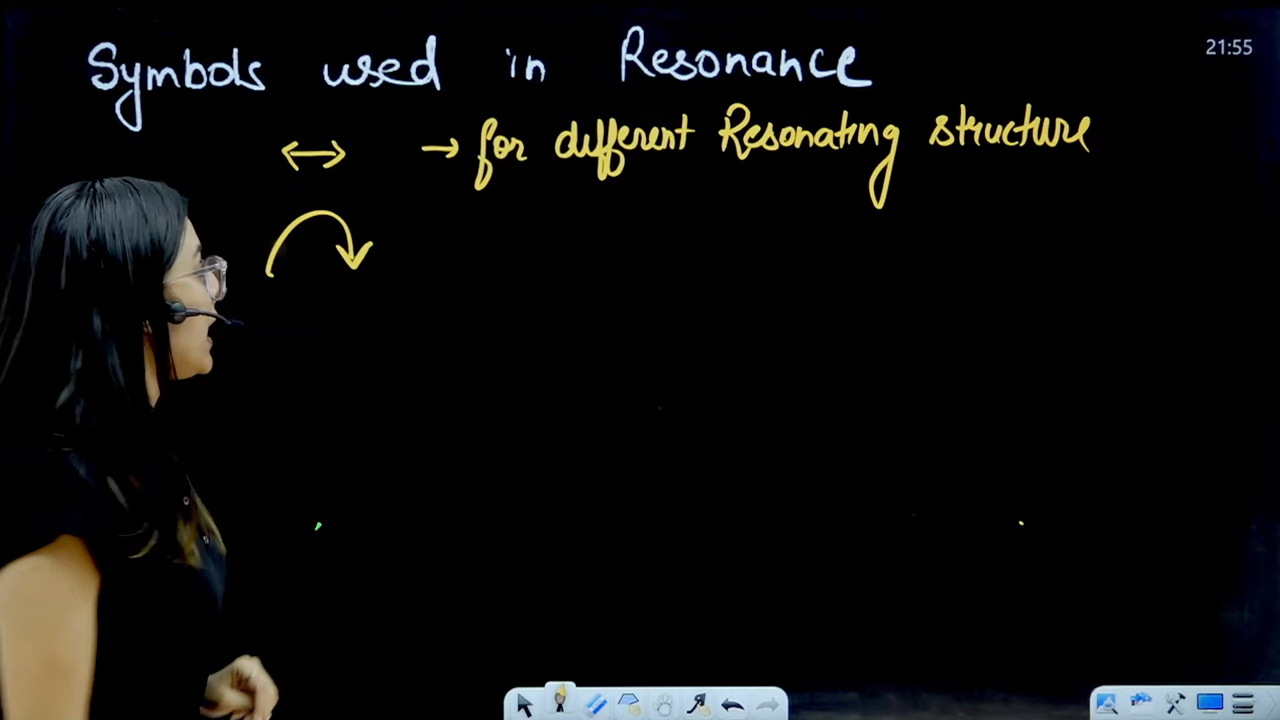 Symbols used in Resonance
21:55
↔ → for different Resonating structure